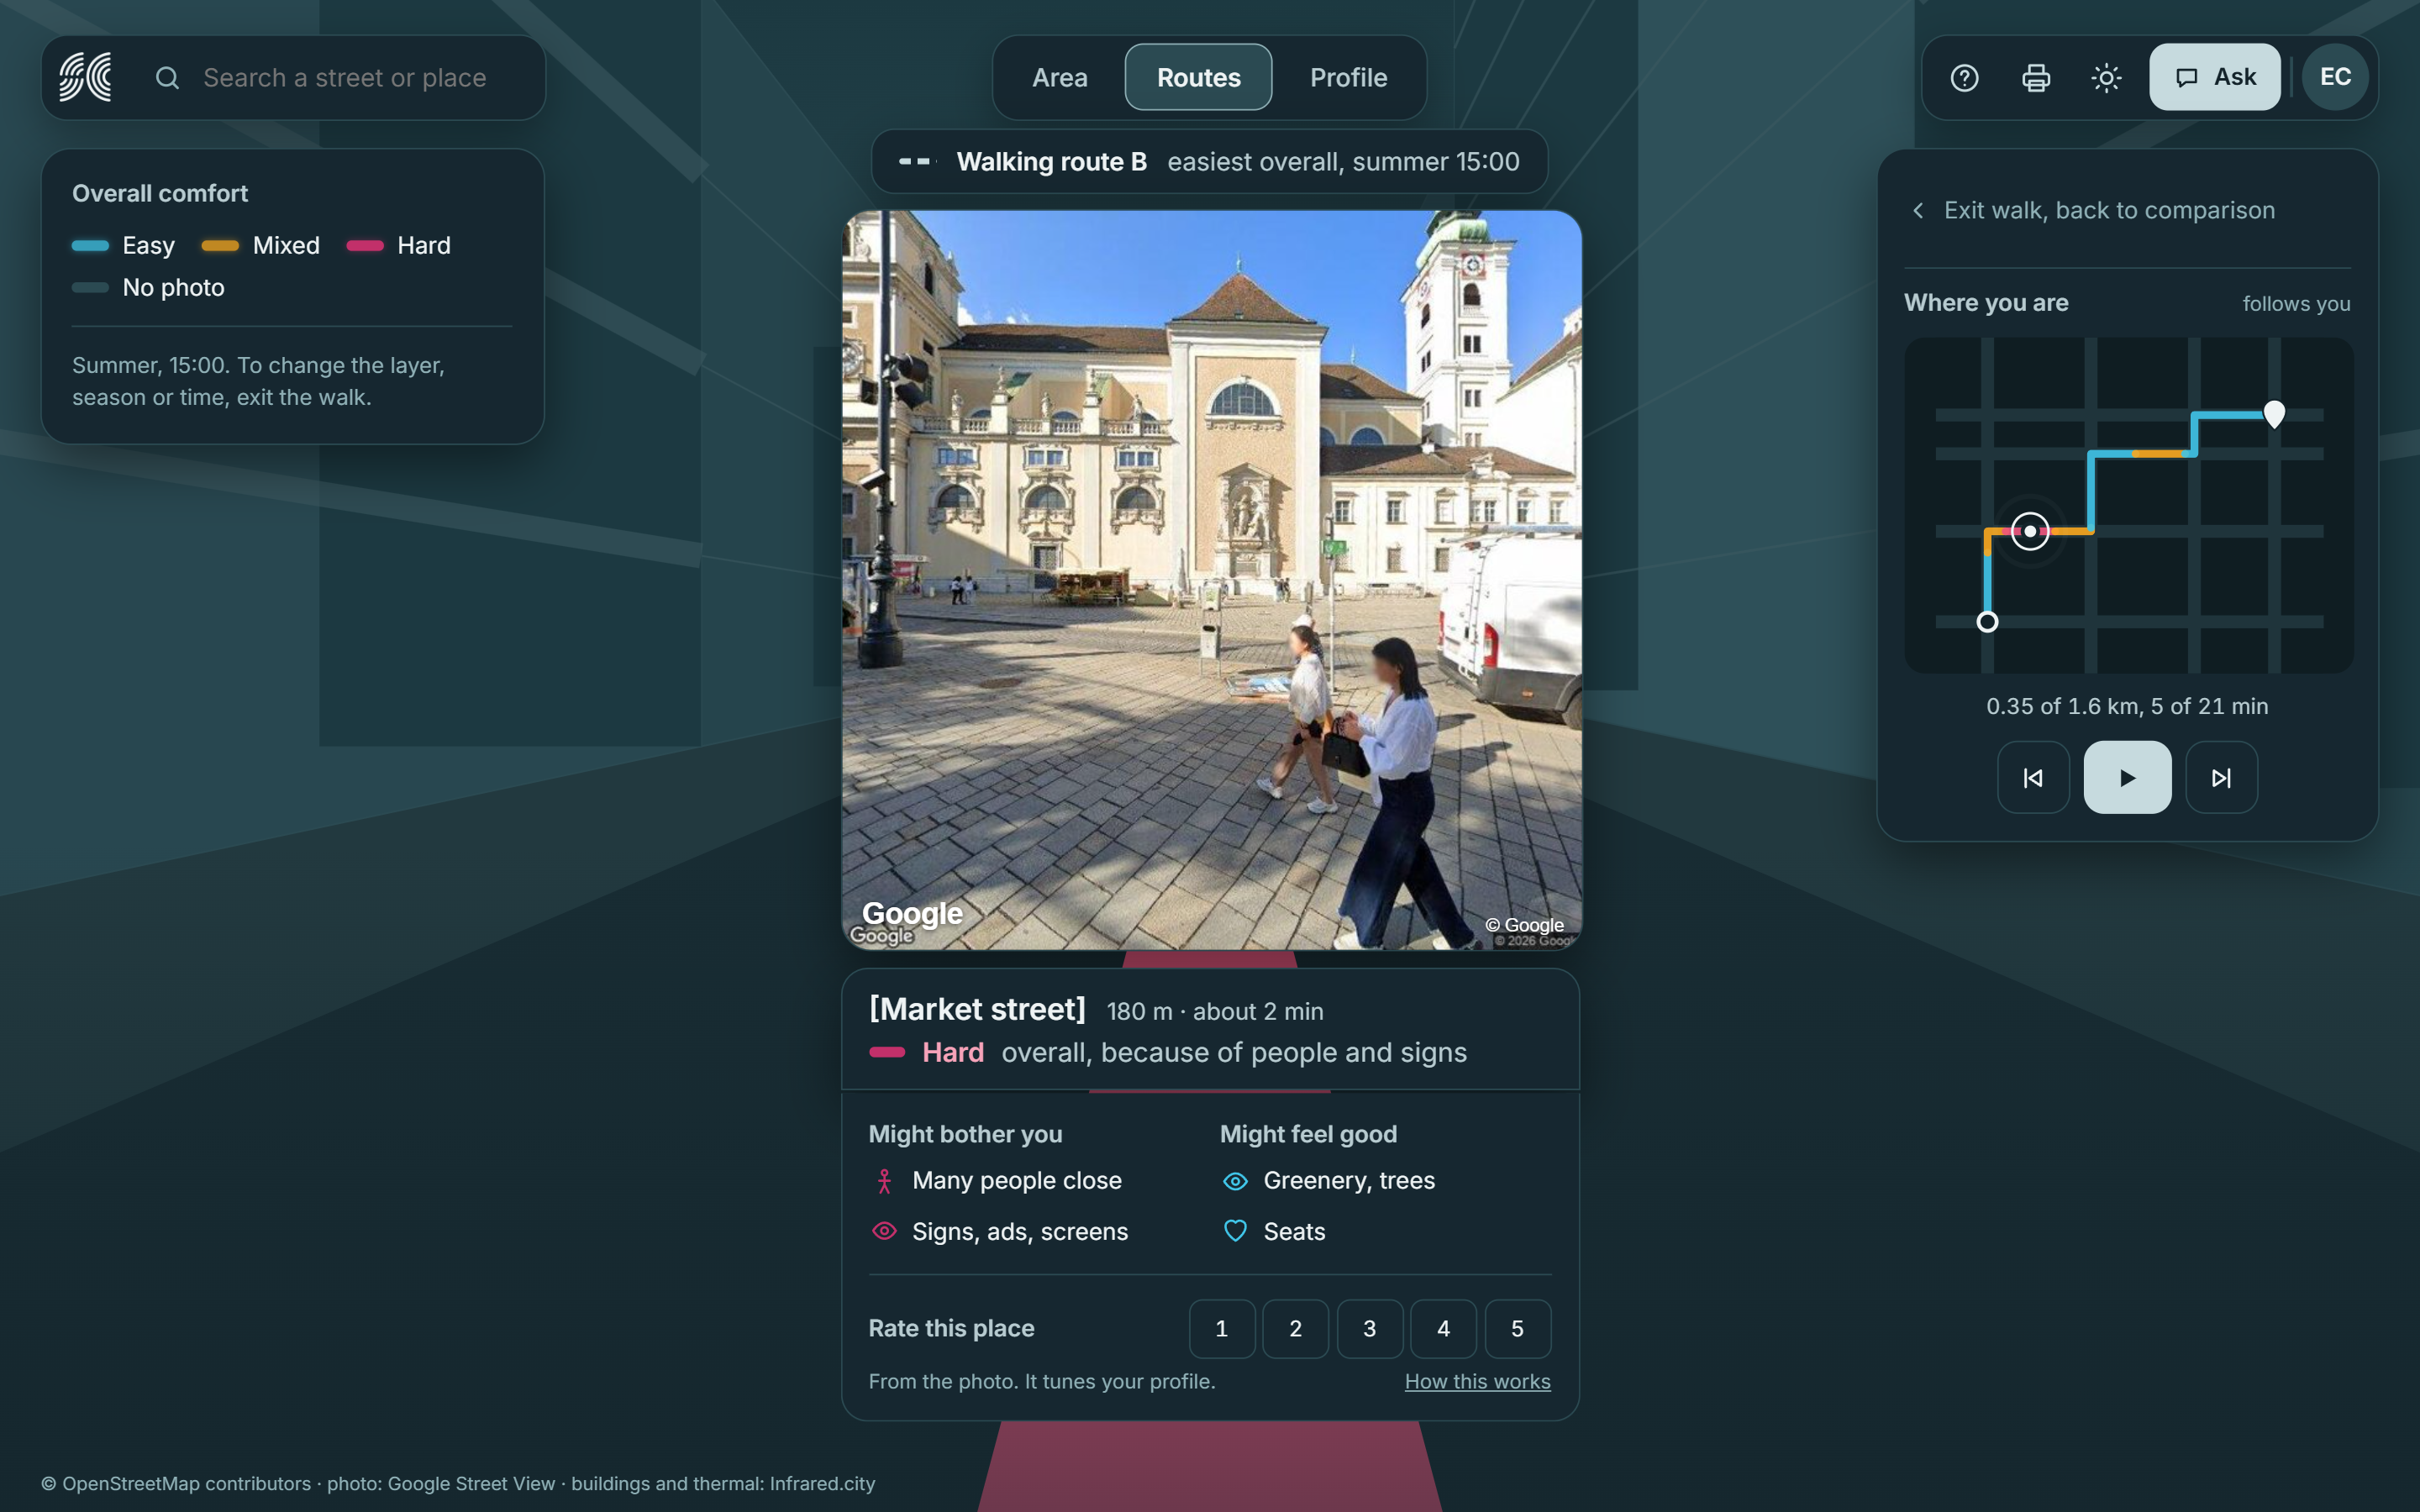 Search a street or place
Area
Routes
Profile
Ask
EC
Walking route B easiest overall, summer 15:00
Overall comfort
Easy
Mixed
Hard
No photo
Summer, 15:00. To change the layer,
season or time, exit the walk.
Exit walk, back to comparison
Where you are
follows you
0.35 of 1.6 km, 5 of 21 min
Google
Google
© Google
© 2026 Google
[Market street] 180 m · about 2 min
Hard overall, because of people and signs
Might bother you
Might feel good
Many people close
Greenery, trees
Signs, ads, screens
Seats
Rate this place
1
2
3
4
5
From the photo. It tunes your profile.
How this works
© OpenStreetMap contributors · photo: Google Street View · buildings and thermal: Infrared.city